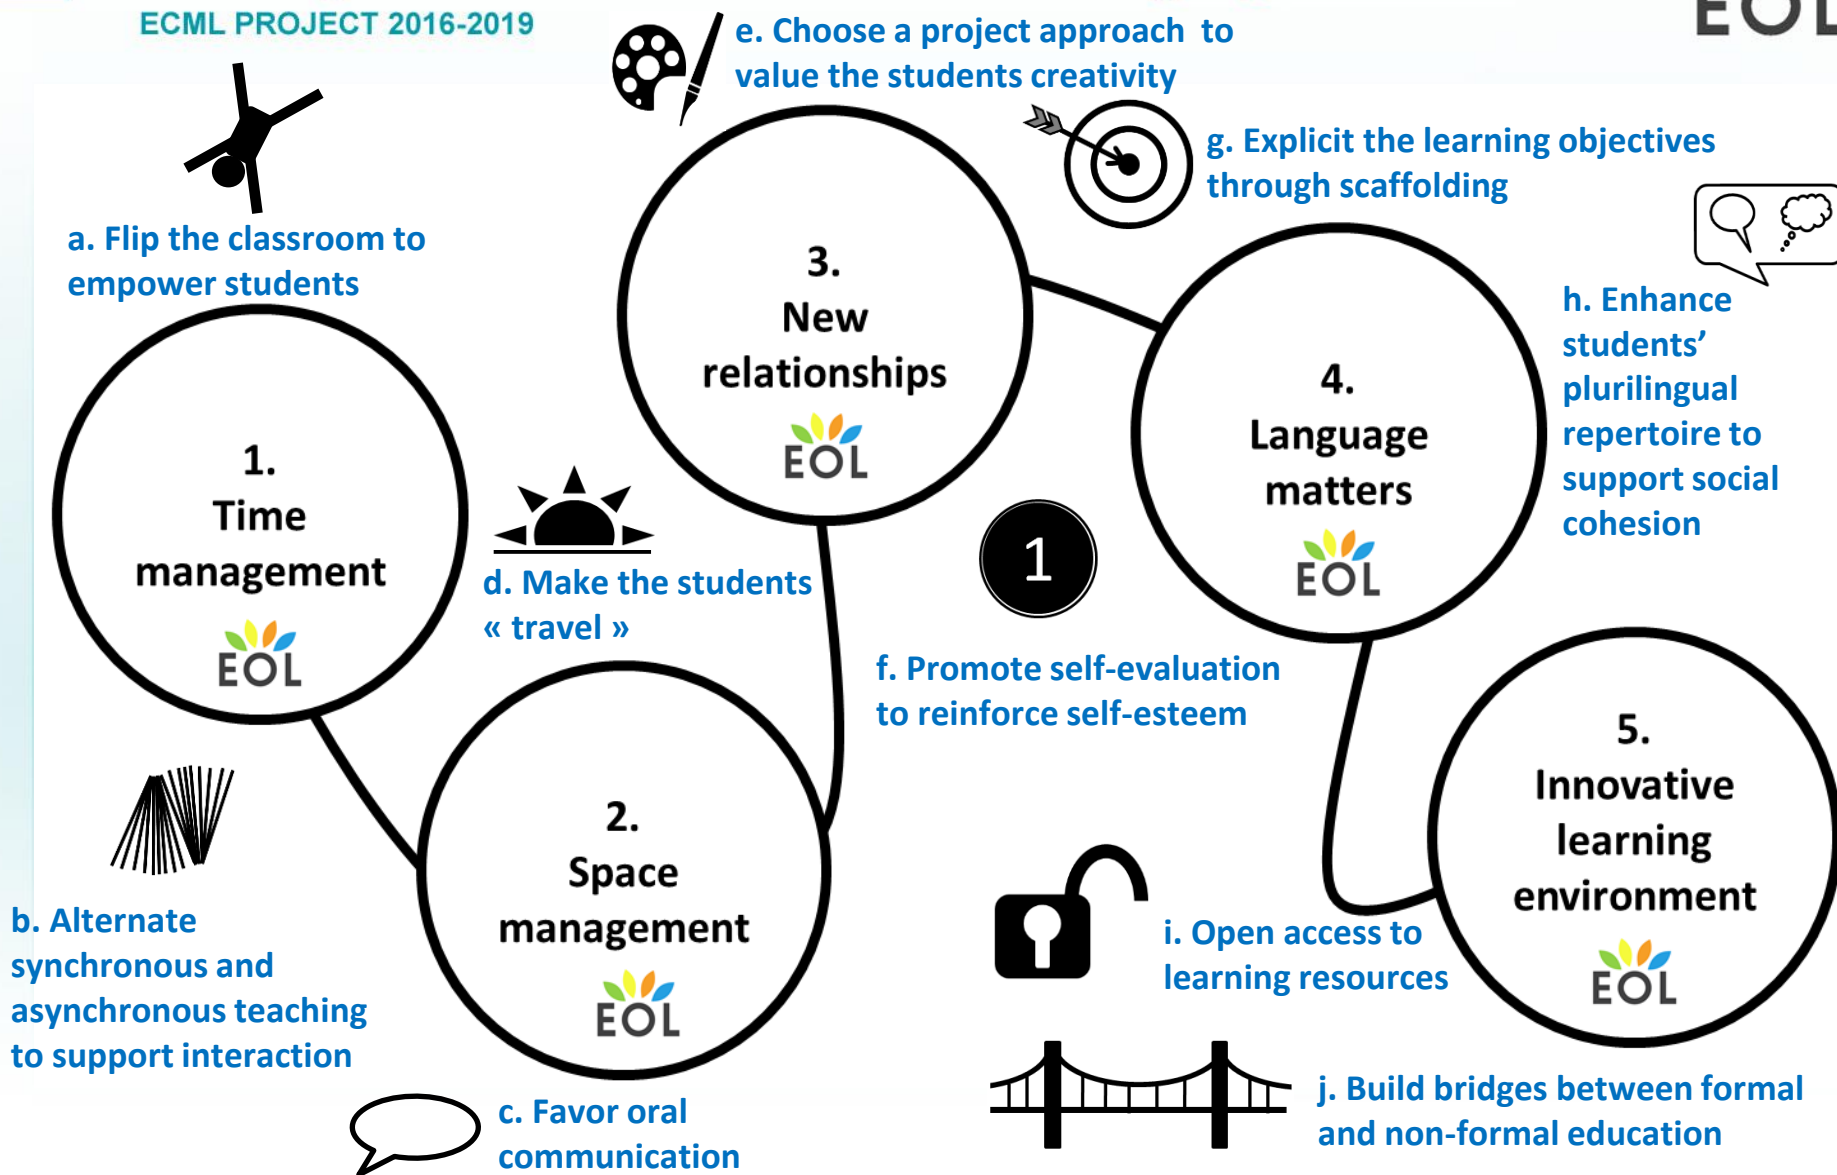 ECML PROJECT 2016-2019
EOL
e. Choose a project approach to
value the students creativity
g. Explicit the learning objectives
through scaffolding
a. Flip the classroom to
empower students
3.
New
relationships
EOL
h. Enhance
students’
plurilingual
repertoire to
support social
cohesion
4.
Language
matters
EOL
1.
Time
management
EOL
d. Make the students
« travel »
1
f. Promote self-evaluation
to reinforce self-esteem
5.
Innovative
learning
environment
EOL
2.
Space
management
EOL
b. Alternate
synchronous and
asynchronous teaching
to support interaction
i. Open access to
learning resources
c. Favor oral
communication
j. Build bridges between formal
and non-formal education